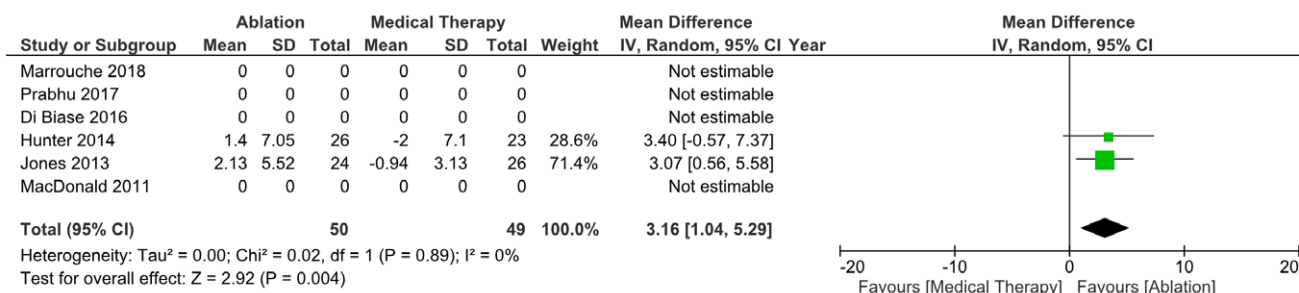 Ablation Medical Therapy Mean Difference Mean Difference
Study or Subgroup Mean SD Total Mean SD Total Weight IV, Random, 95% CI Year IV, Random, 95% CI
Marrouche 2018 0 0 0 0 0 0 Not estimable
Prabhu 2017 0 0 0 0 0 0 Not estimable
Di Biase 2016 0 0 0 0 0 0 Not estimable
Hunter 2014 1.4 7.05 26 -2 7.1 23 28.6% 3.40 [-0.57, 7.37]
Jones 2013 2.13 5.52 24 -0.94 3.13 26 71.4% 3.07 [0.56, 5.58]
MacDonald 2011 0 0 0 0 0 0 Not estimable
Total (95% CI) 50 49 100.0% 3.16 [1.04, 5.29]
Heterogeneity: Tau² = 0.00; Chi² = 0.02, df = 1 (P = 0.89); I² = 0%
Test for overall effect: Z = 2.92 (P = 0.004)
-20 -10 0 10 20
Favours [Medical Therapy] Favours [Ablation]